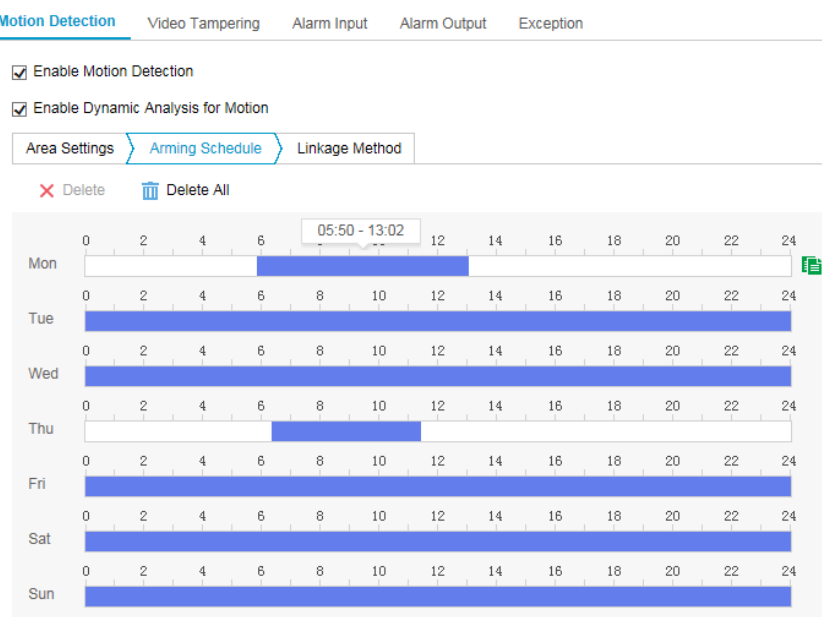 Motion Detection Video Tampering Alarm Input Alarm Output Exception
Enable Motion Detection
Enable Dynamic Analysis for Motion
Area Settings Arming Schedule Linkage Method
Delete Delete All
05:50 - 13:02
0 2 4 6 12 14 16 18 20 22 24
Mon
0 2 4 6 8 10 12 14 16 18 20 22 24
Tue
0 2 4 6 8 10 12 14 16 18 20 22 24
Wed
0 2 4 6 8 10 12 14 16 18 20 22 24
Thu
0 2 4 6 8 10 12 14 16 18 20 22 24
Fri
0 2 4 6 8 10 12 14 16 18 20 22 24
Sat
0 2 4 6 8 10 12 14 16 18 20 22 24
Sun